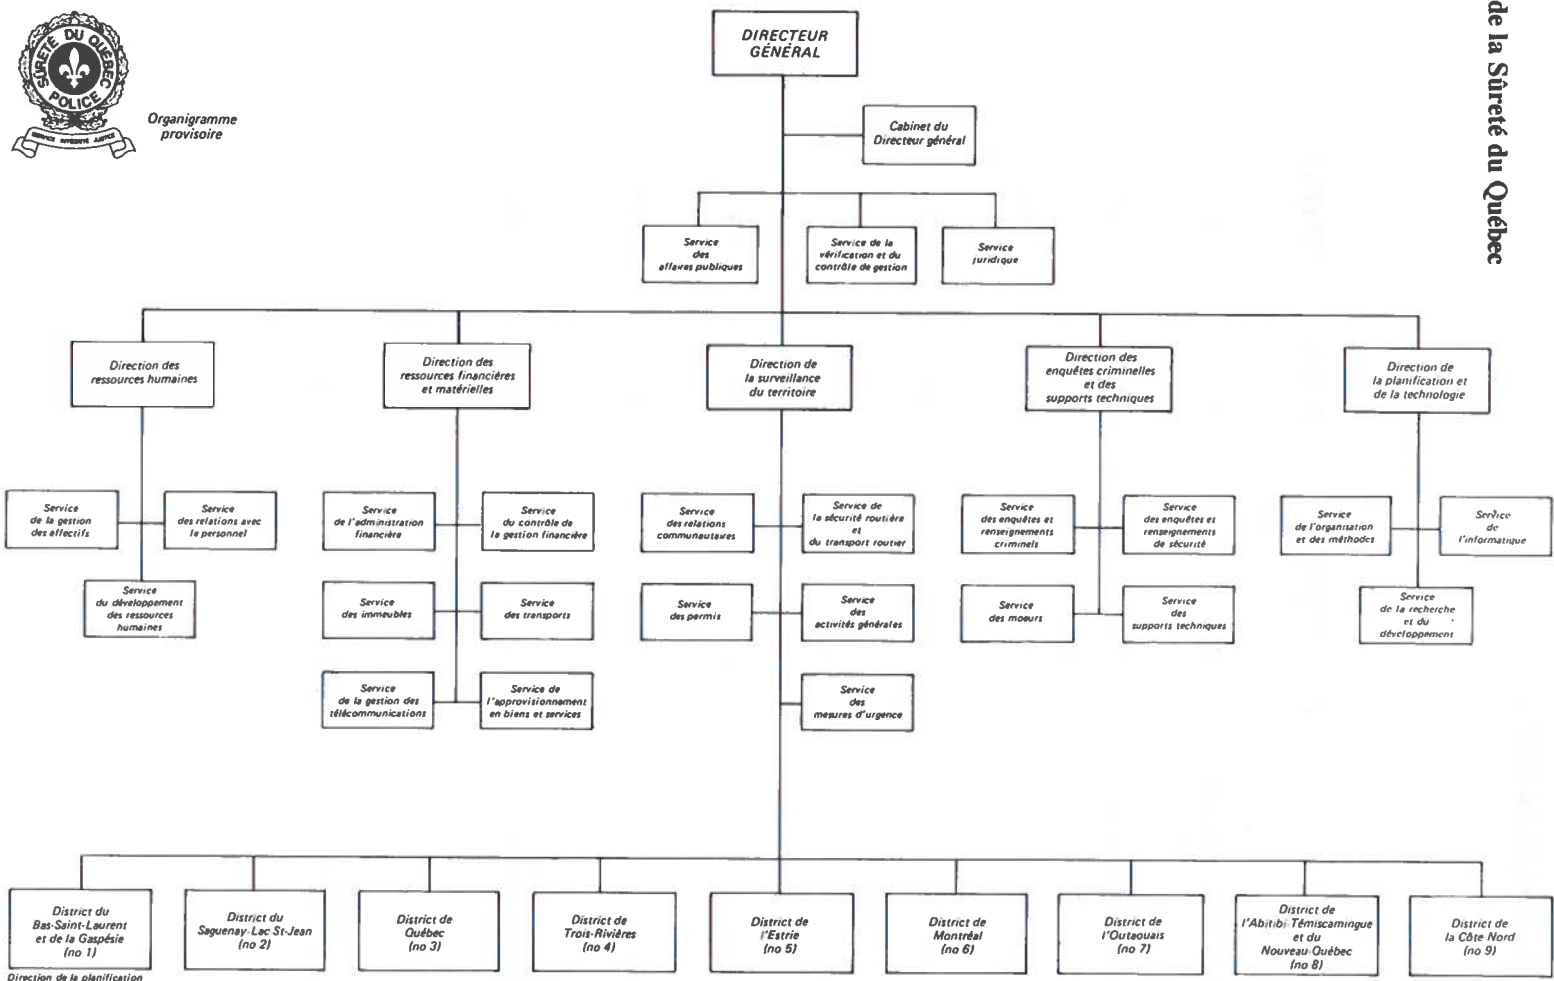 SÛRETÉ DU QUÉBEC
POLICE
SERVICE INTÉGRITÉ JUSTICE
Organigramme
provisoire
de la Sûreté du Québec
DIRECTEUR
GÉNÉRAL
Cabinet du
Directeur général
Service
des
affaires publiques
Service de la
vérification et du
contrôle de gestion
Service
juridique
Direction des
ressources humaines
Direction des
ressources financières
et matérielles
Direction de
la surveillance
du territoire
Direction des
enquêtes criminelles
et des
supports techniques
Direction de
la planification et
de la technologie
Service
de la gestion
des effectifs
Service
des relations avec
le personnel
Service
du développement
des ressources
humaines
Service
de l'administration
financière
Service
du contrôle de
la gestion financière
Service
des immeubles
Service
des transports
Service
de la gestion des
télécommunications
Service de
l'approvisionnement
en biens et services
Service
des relations
communautaires
Service de
la sécurité routière
et
du transport routier
Service
des permis
Service
des
activités générales
Service
des
mesures d'urgence
Service
des enquêtes et
renseignements
criminels
Service
des enquêtes et
renseignements
de sécurité
Service
des moeurs
Service
des
supports techniques
Service
de l'organisation
et des méthodes
Service
de
l'informatique
Service
de la recherche
et du
développement
District du
Bas-Saint-Laurent
et de la Gaspésie
(no 1)
District du
Saguenay-Lac St-Jean
(no 2)
District de
Québec
(no 3)
District de
Trois-Rivières
(no 4)
District de
l'Estrie
(no 5)
District de
Montréal
(no 6)
District de
l'Outaouais
(no 7)
District de
l'Abitibi-Témiscamingue
et du
Nouveau-Québec
(no 8)
District de
la Côte-Nord
(no 9)
Direction de la planification